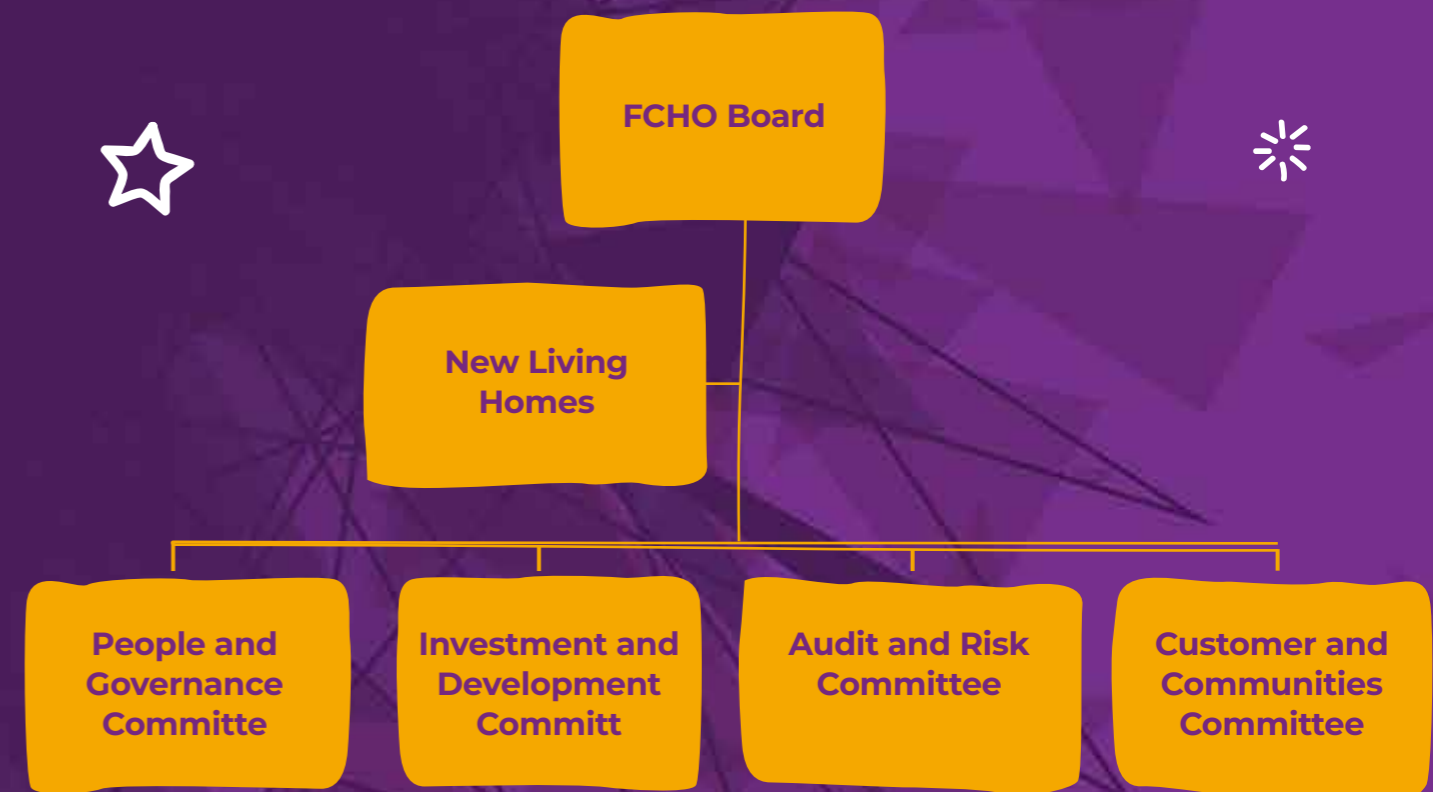 FCHO Board
New Living
Homes
People and
Governance
Committe
Investment and
Development
Committ
Audit and Risk
Committee
Customer and
Communities
Committee